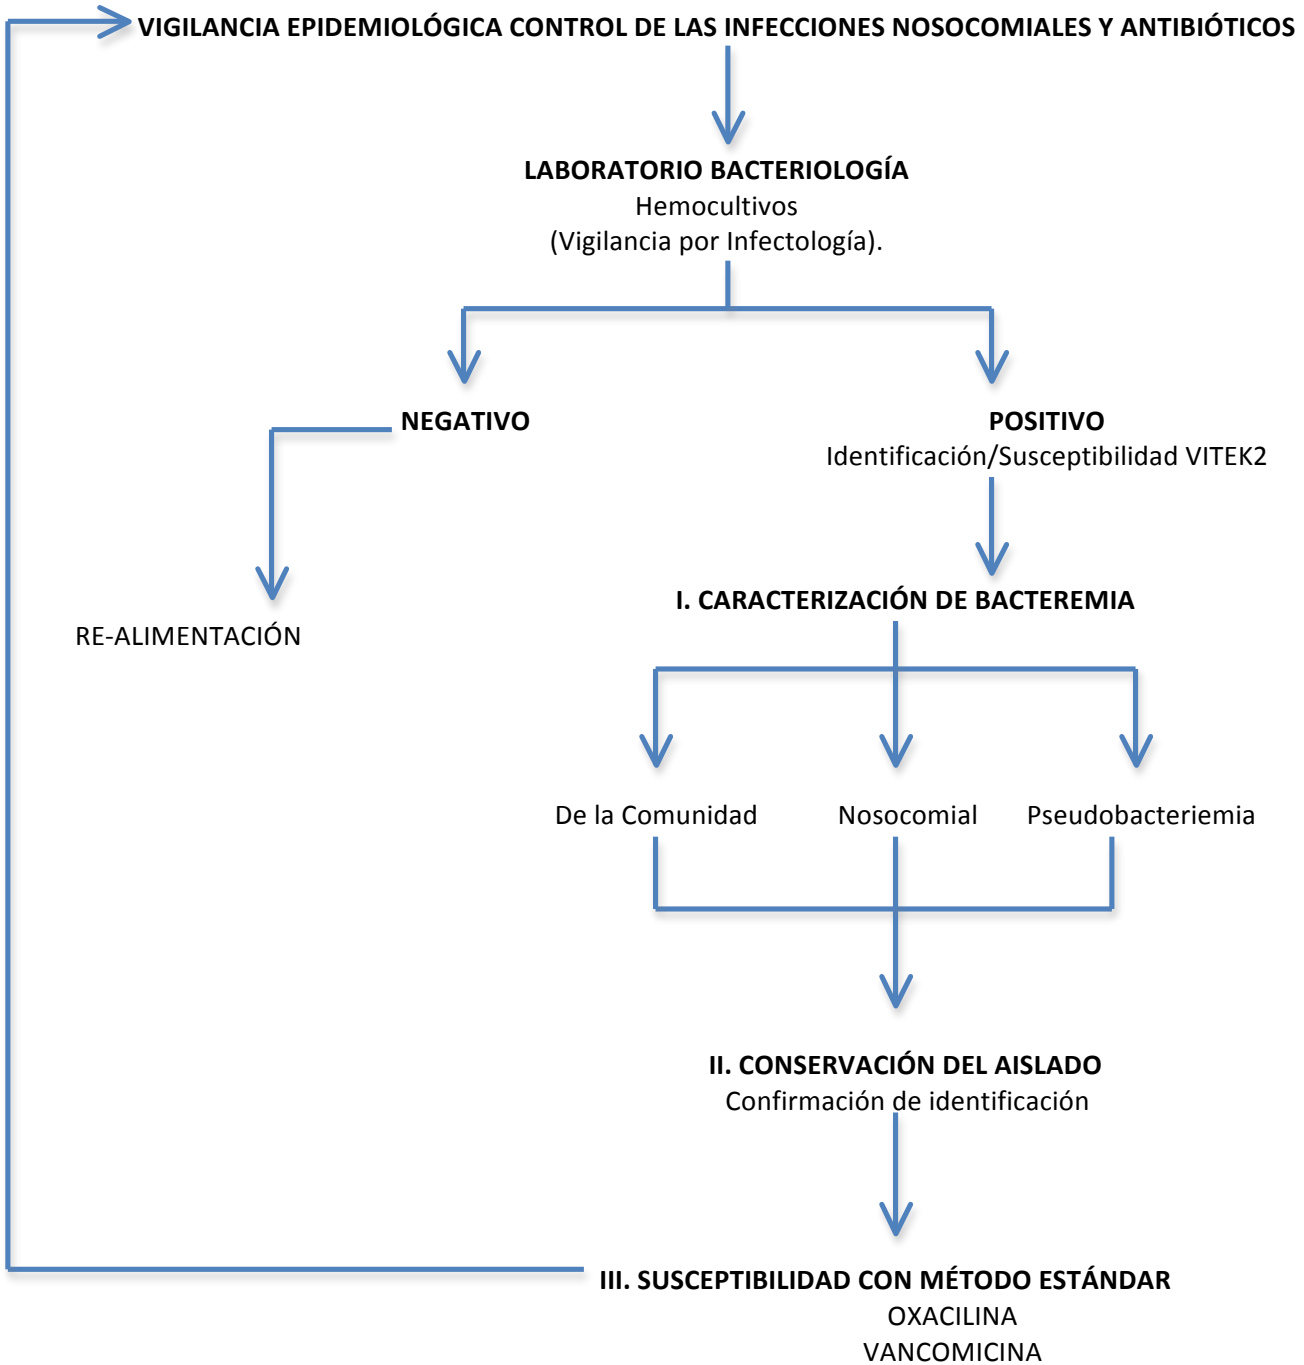 VIGILANCIA EPIDEMIOLÓGICA CONTROL DE LAS INFECCIONES NOSOCOMIALES Y ANTIBIÓTICOS
LABORATORIO BACTERIOLOGÍA
Hemocultivos
(Vigilancia por Infectología).
NEGATIVO
POSITIVO
Identificación/Susceptibilidad VITEK2
I. CARACTERIZACIÓN DE BACTEREMIA
RE-ALIMENTACIÓN
De la Comunidad
Nosocomial
Pseudobacteriemia
II. CONSERVACIÓN DEL AISLADO
Confirmación de identificación
III. SUSCEPTIBILIDAD CON MÉTODO ESTÁNDAR
OXACILINA
VANCOMICINA